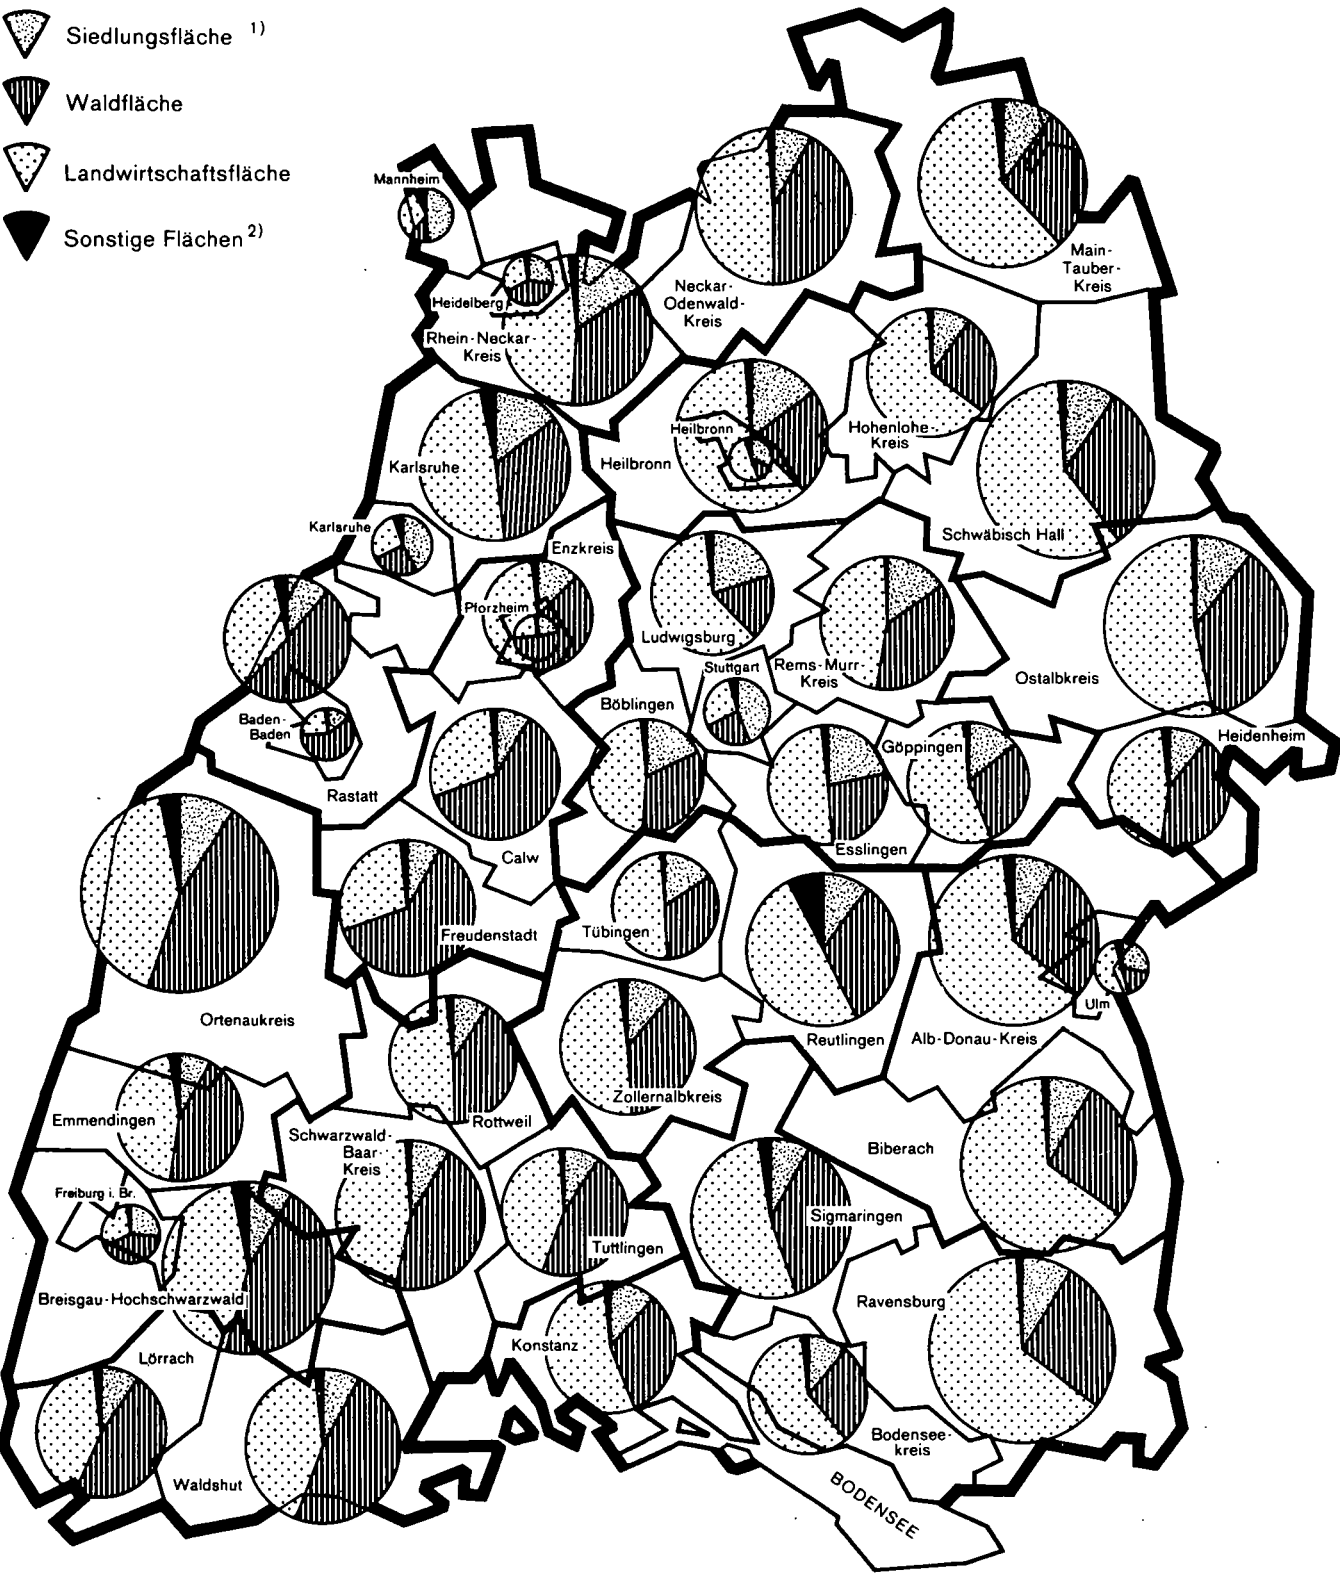 Siedlungsfläche 1)
Waldfläche
Landwirtschaftsfläche
Sonstige Flächen 2)
Mannheim
Main-
Tauber-
Kreis
Neckar-
Odenwald-
Kreis
Heidelberg
Rhein-Neckar-
Kreis
Heilbronn
Hohenlohe-
Kreis
Karlsruhe
Heilbronn
Karlsruhe
Enzkreis
Schwäbisch Hall
Pforzheim
Ludwigsburg
Rems-Murr-
Kreis
Stuttgart
Ostalbkreis
Böblingen
Baden-
Baden
Göppingen
Heidenheim
Rastatt
Esslingen
Calw
Freudenstadt
Tübingen
Ulm
Ortenaukreis
Reutlingen
Alb-Donau-Kreis
Zollernalbkreis
Emmendingen
Rottweil
Schwarzwald-
Baar-
Kreis
Biberach
Freiburg i. Br.
Sigmaringen
Tuttlingen
Breisgau-Hochschwarzwald
Ravensburg
Konstanz
Lörrach
Bodensee-
kreis
Waldshut
BODENSEE